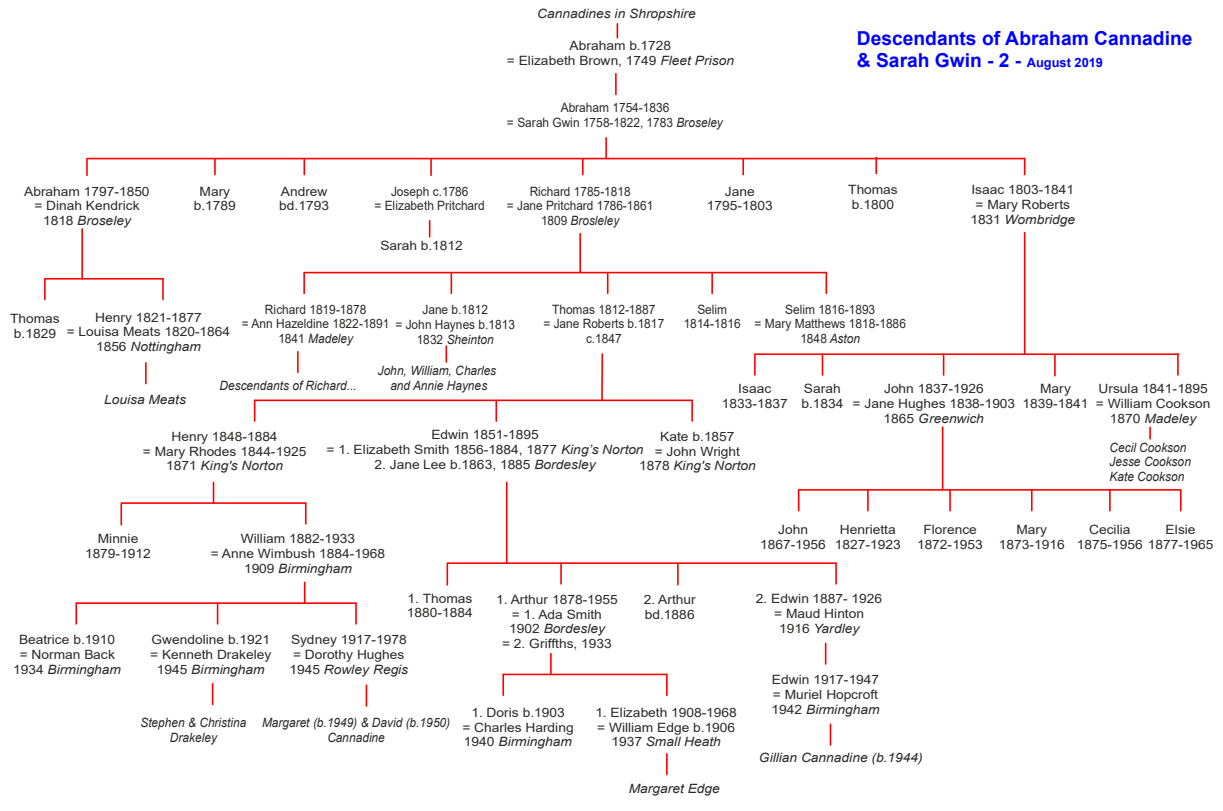 Cannadines in Shropshire
Descendants of Abraham Cannadine
& Sarah Gwin - 2 - August 2019
Abraham b.1728
= Elizabeth Brown, 1749 Fleet Prison
Abraham 1754-1836
= Sarah Gwin 1758-1822, 1783 Broseley
Abraham 1797-1850
= Dinah Kendrick
1818 Broseley
Mary
b.1789
Andrew
bd.1793
Joseph c.1786
= Elizabeth Pritchard
Richard 1785-1818
= Jane Pritchard 1786-1861
1809 Brosleley
Jane
1795-1803
Thomas
b.1800
Isaac 1803-1841
= Mary Roberts
1831 Wombridge
Sarah b.1812
Thomas
b.1829
Henry 1821-1877
= Louisa Meats 1820-1864
1856 Nottingham
Louisa Meats
Richard 1819-1878
= Ann Hazeldine 1822-1891
1841 Madeley
Descendants of Richard...
Jane b.1812
= John Haynes b.1813
1832 Sheinton
John, William, Charles
and Annie Haynes
Thomas 1812-1887
= Jane Roberts b.1817
c.1847
Selim
1814-1816
Selim 1816-1893
= Mary Matthews 1818-1886
1848 Aston
Isaac
1833-1837
Sarah
b.1834
John 1837-1926
= Jane Hughes 1838-1903
1865 Greenwich
Mary
1839-1841
Ursula 1841-1895
= William Cookson
1870 Madeley
Cecil Cookson
Jesse Cookson
Kate Cookson
Henry 1848-1884
= Mary Rhodes 1844-1925
1871 King's Norton
Edwin 1851-1895
= 1. Elizabeth Smith 1856-1884, 1877 King's Norton
2. Jane Lee b.1863, 1885 Bordesley
Kate b.1857
= John Wright
1878 King's Norton
John
1867-1956
Henrietta
1827-1923
Florence
1872-1953
Mary
1873-1916
Cecilia
1875-1956
Elsie
1877-1965
Minnie
1879-1912
William 1882-1933
= Anne Wimbush 1884-1968
1909 Birmingham
1. Thomas
1880-1884
1. Arthur 1878-1955
= 1. Ada Smith
1902 Bordesley
= 2. Griffths, 1933
2. Arthur
bd.1886
2. Edwin 1887- 1926
= Maud Hinton
1916 Yardley
Beatrice b.1910
= Norman Back
1934 Birmingham
Gwendoline b.1921
= Kenneth Drakeley
1945 Birmingham
Sydney 1917-1978
= Dorothy Hughes
1945 Rowley Regis
Stephen & Christina
Drakeley
Margaret (b.1949) & David (b.1950)
Cannadine
1. Doris b.1903
= Charles Harding
1940 Birmingham
1. Elizabeth 1908-1968
= William Edge b.1906
1937 Small Heath
Margaret Edge
Edwin 1917-1947
= Muriel Hopcroft
1942 Birmingham
Gillian Cannadine (b.1944)